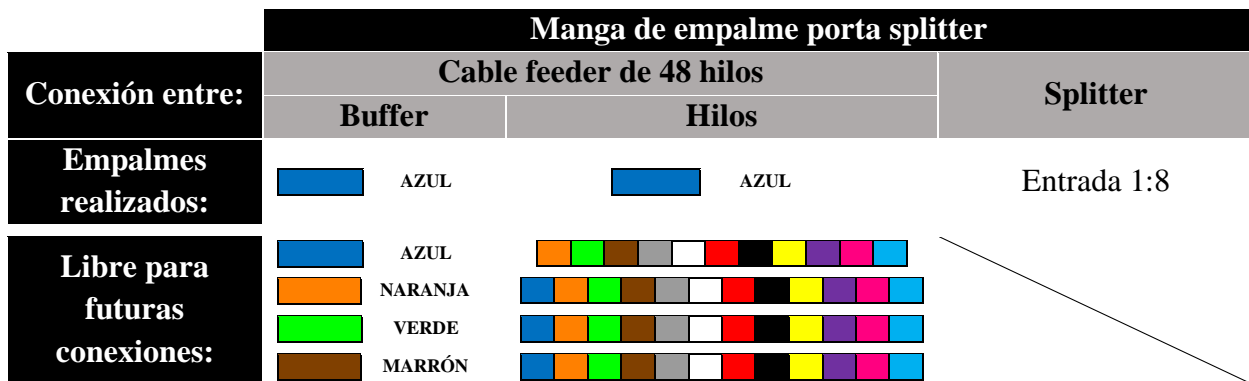 Manga de empalme porta splitter
Conexión entre:
Cable feeder de 48 hilos
Splitter
Buffer
Hilos
Empalmes
realizados:
AZUL
AZUL
Entrada 1:8
Libre para
futuras
conexiones:
AZUL
NARANJA
VERDE
MARRÓN